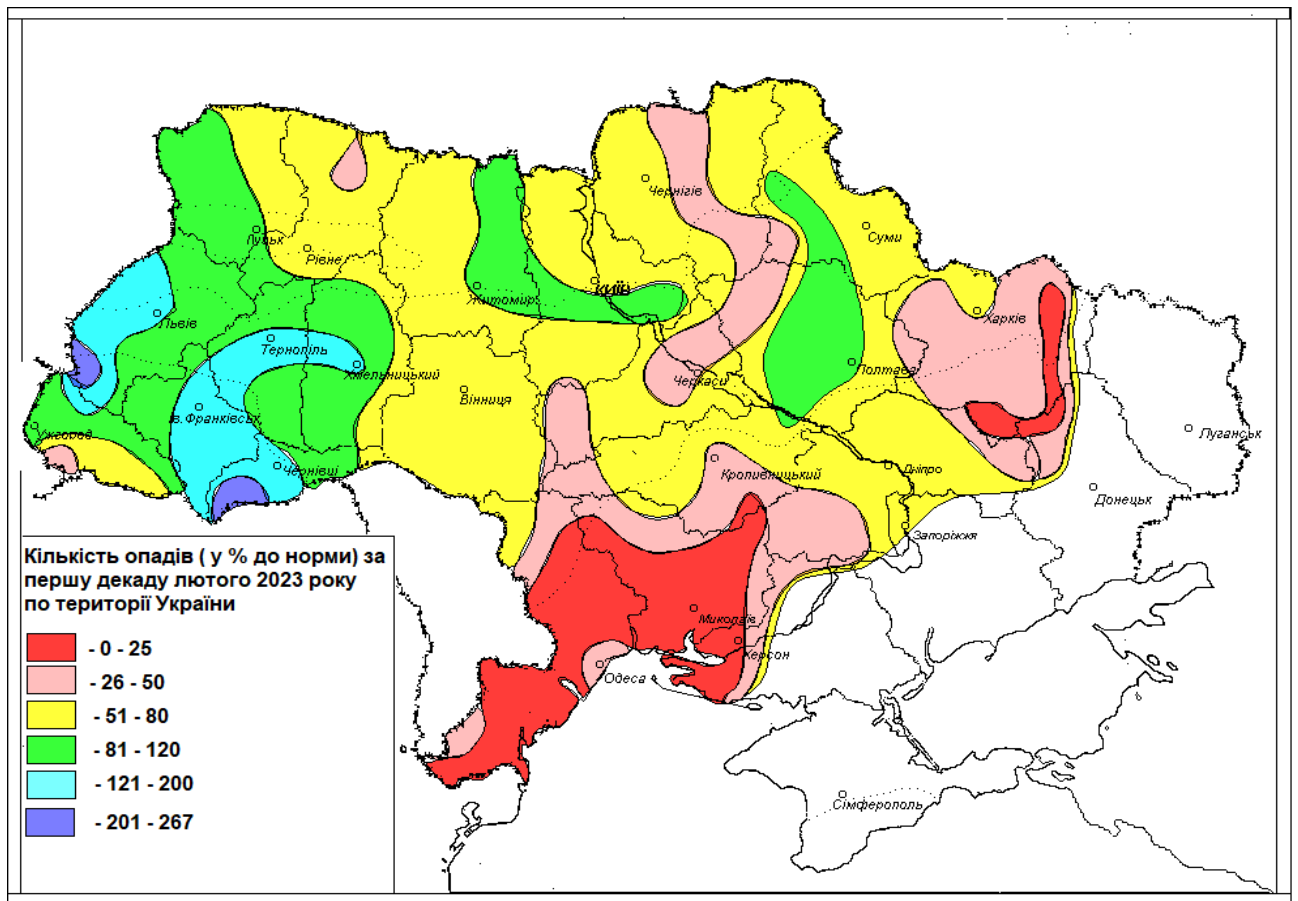 Чернігів
Суми
Луцьк
Рівне
Житомир
КИЇВ
Львів
Харків
Тернопіль
Хмельницький
Полтава
Черкаси
Вінниця
Ів. Франківськ
Ужгород
Луганськ
Чернівці
Кропивницький
Дніпро
Донецьк
Запоріжжя
Миколаїв
Херсон
Одеса
Сімферополь
Кількість опадів ( у % до норми) за
першу декаду лютого 2023 року
по території України
- 0 - 25
- 26 - 50
- 51 - 80
- 81 - 120
- 121 - 200
- 201 - 267